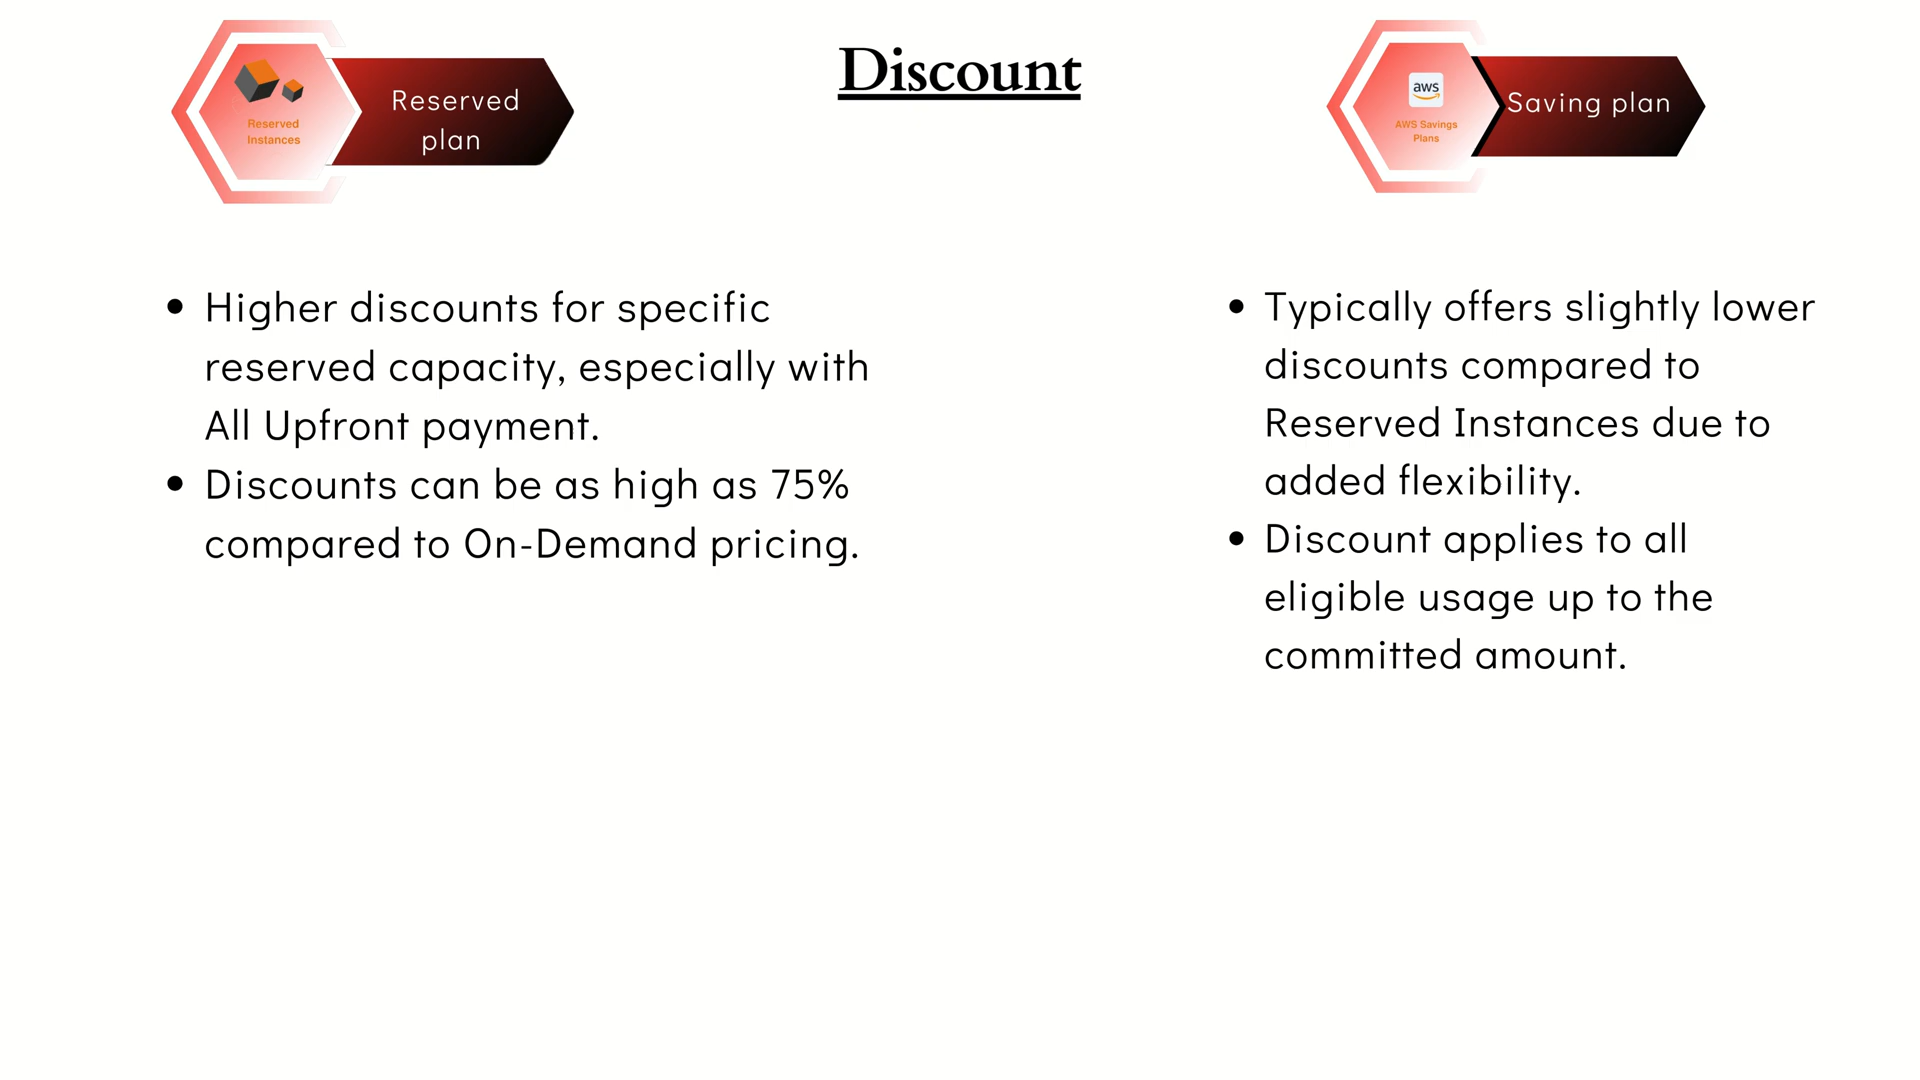 Discount
Reserved
Instances
Reserved
plan
• Higher discounts for specific
reserved capacity, especially with
All Upfront payment.
• Discounts can be as high as 75%
compared to On-Demand pricing.
aws
AWS Savings
Plans
Saving plan
• Typically offers slightly lower
discounts compared to
Reserved Instances due to
added flexibility.
• Discount applies to all
eligible usage up to the
committed amount.